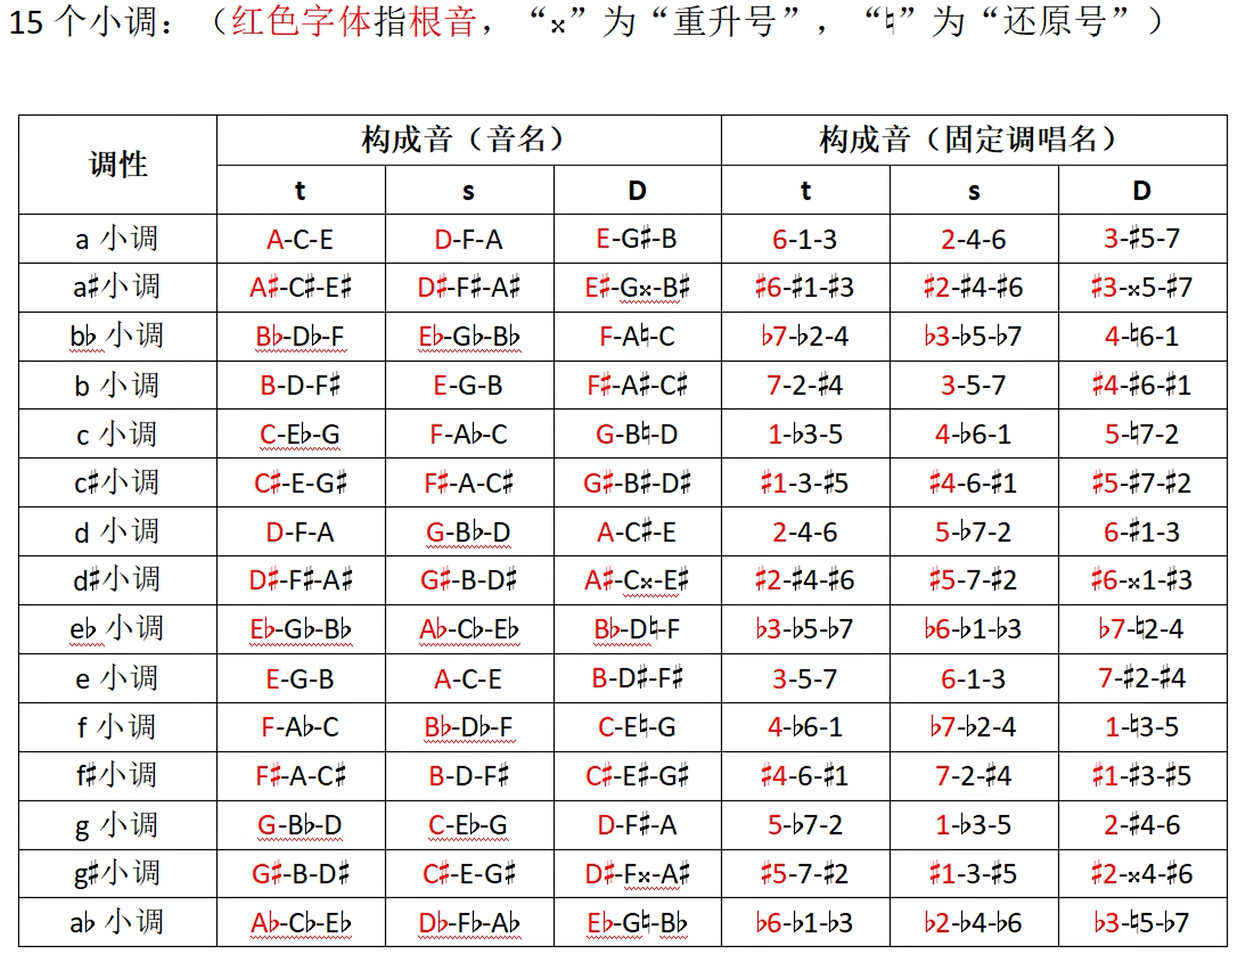 15 个小调：（红色字体指根音，“𝄪”为“重升号”，“♮”为“还原号”）
调性 构成音（音名） 构成音（固定调唱名）
t s D t s D
a 小调 A-C-E D-F-A E-G♯-B 6-1-3 2-4-6 3-♯5-7
a♯小调 A♯-C♯-E♯ D♯-F♯-A♯ E♯-G𝄪-B♯ ♯6-♯1-♯3 ♯2-♯4-♯6 ♯3-𝄪5-♯7
b♭ 小调 B♭-D♭-F E♭-G♭-B♭ F-A♮-C ♭7-♭2-4 ♭3-♭5-♭7 4-♮6-1
b 小调 B-D-F♯ E-G-B F♯-A♯-C♯ 7-2-♯4 3-5-7 ♯4-♯6-♯1
c 小调 C-E♭-G F-A♭-C G-B♮-D 1-♭3-5 4-♭6-1 5-♮7-2
c♯小调 C♯-E-G♯ F♯-A-C♯ G♯-B♯-D♯ ♯1-3-♯5 ♯4-6-♯1 ♯5-♯7-♯2
d 小调 D-F-A G-B♭-D A-C♯-E 2-4-6 5-♭7-2 6-♯1-3
d♯小调 D♯-F♯-A♯ G♯-B-D♯ A♯-C𝄪-E♯ ♯2-♯4-♯6 ♯5-7-♯2 ♯6-𝄪1-♯3
e♭ 小调 E♭-G♭-B♭ A♭-C♭-E♭ B♭-D♮-F ♭3-♭5-♭7 ♭6-♭1-♭3 ♭7-♮2-4
e 小调 E-G-B A-C-E B-D♯-F♯ 3-5-7 6-1-3 7-♯2-♯4
f 小调 F-A♭-C B♭-D♭-F C-E♮-G 4-♭6-1 ♭7-♭2-4 1-♮3-5
f♯小调 F♯-A-C♯ B-D-F♯ C♯-E♯-G♯ ♯4-6-♯1 7-2-♯4 ♯1-♯3-♯5
g 小调 G-B♭-D C-E♭-G D-F♯-A 5-♭7-2 1-♭3-5 2-♯4-6
g♯小调 G♯-B-D♯ C♯-E-G♯ D♯-F𝄪-A♯ ♯5-7-♯2 ♯1-3-♯5 ♯2-𝄪4-♯6
a♭ 小调 A♭-C♭-E♭ D♭-F♭-A♭ E♭-G♮-B♭ ♭6-♭1-♭3 ♭2-♭4-♭6 ♭3-♮5-♭7